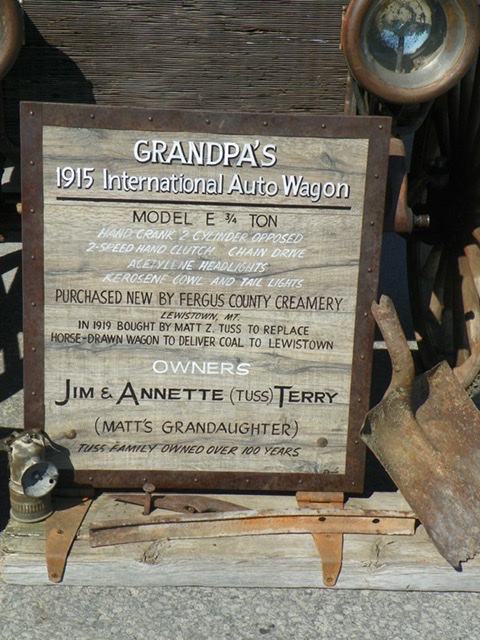 GRANDPA'S
1915 International Auto Wagon
MODEL E 3/4 TON
HAND CRANK 2 CYLINDER OPPOSED
2-SPEED HAND CLUTCH CHAIN DRIVE
ACETYLENE HEADLIGHTS
KEROSENE COWL AND TAIL LIGHTS
PURCHASED NEW BY FERGUS COUNTY CREAMERY
LEWISTOWN, MT.
IN 1919 BOUGHT BY MATT Z. TUSS TO REPLACE
HORSE-DRAWN WAGON TO DELIVER COAL TO LEWISTOWN
OWNERS
JIM & ANNETTE (TUSS) TERRY
(MATT'S GRANDAUGHTER)
TUSS FAMILY OWNED OVER 100 YEARS